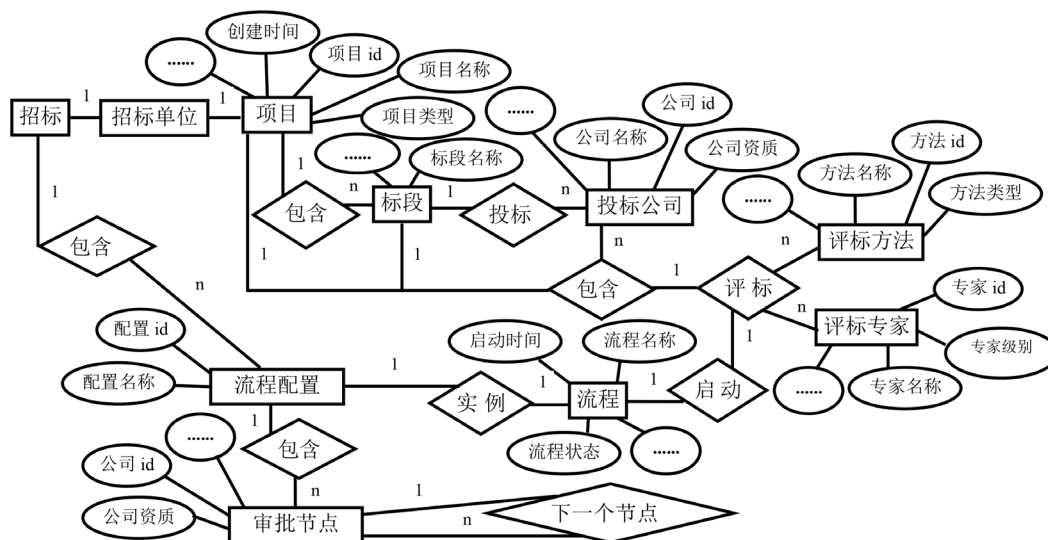 创建时间
......
项目 id
项目名称
招标
1
招标单位
1
项目
项目类型
......
公司 id
公司名称
公司资质
......
标段名称
方法 id
方法名称
方法类型
......
1
1
n
包含
标段
1
投标
n
投标公司
评标方法
包含
1
1
n
包含
1
评标
n
n
专家 id
评标专家
专家级别
......
专家名称
n
配置 id
配置名称
流程配置
1
实例
1
启动时间
流程名称
流程
1
启动
1
流程状态
......
......
1
包含
n
公司 id
公司资质
审批节点
1
n
下一个节点